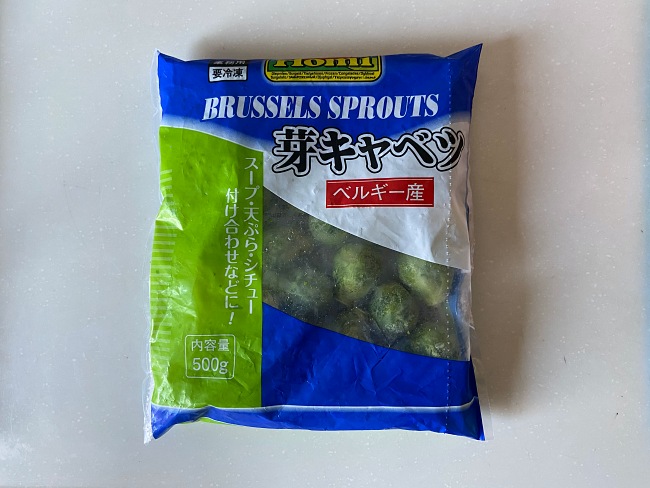 要冷凍
BRUSSELS SPROUTS
芽キャベツ
ベルギー産
スープ・天ぷら・シチュー
付け合わせなどに!
内容量
500g